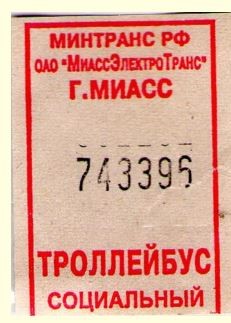 МИНТРАНС РФ
ОАО "МиассЭлектроТранс"
Г.МИАСС
743396
ТРОЛЛЕЙБУС
СОЦИАЛЬНЫЙ